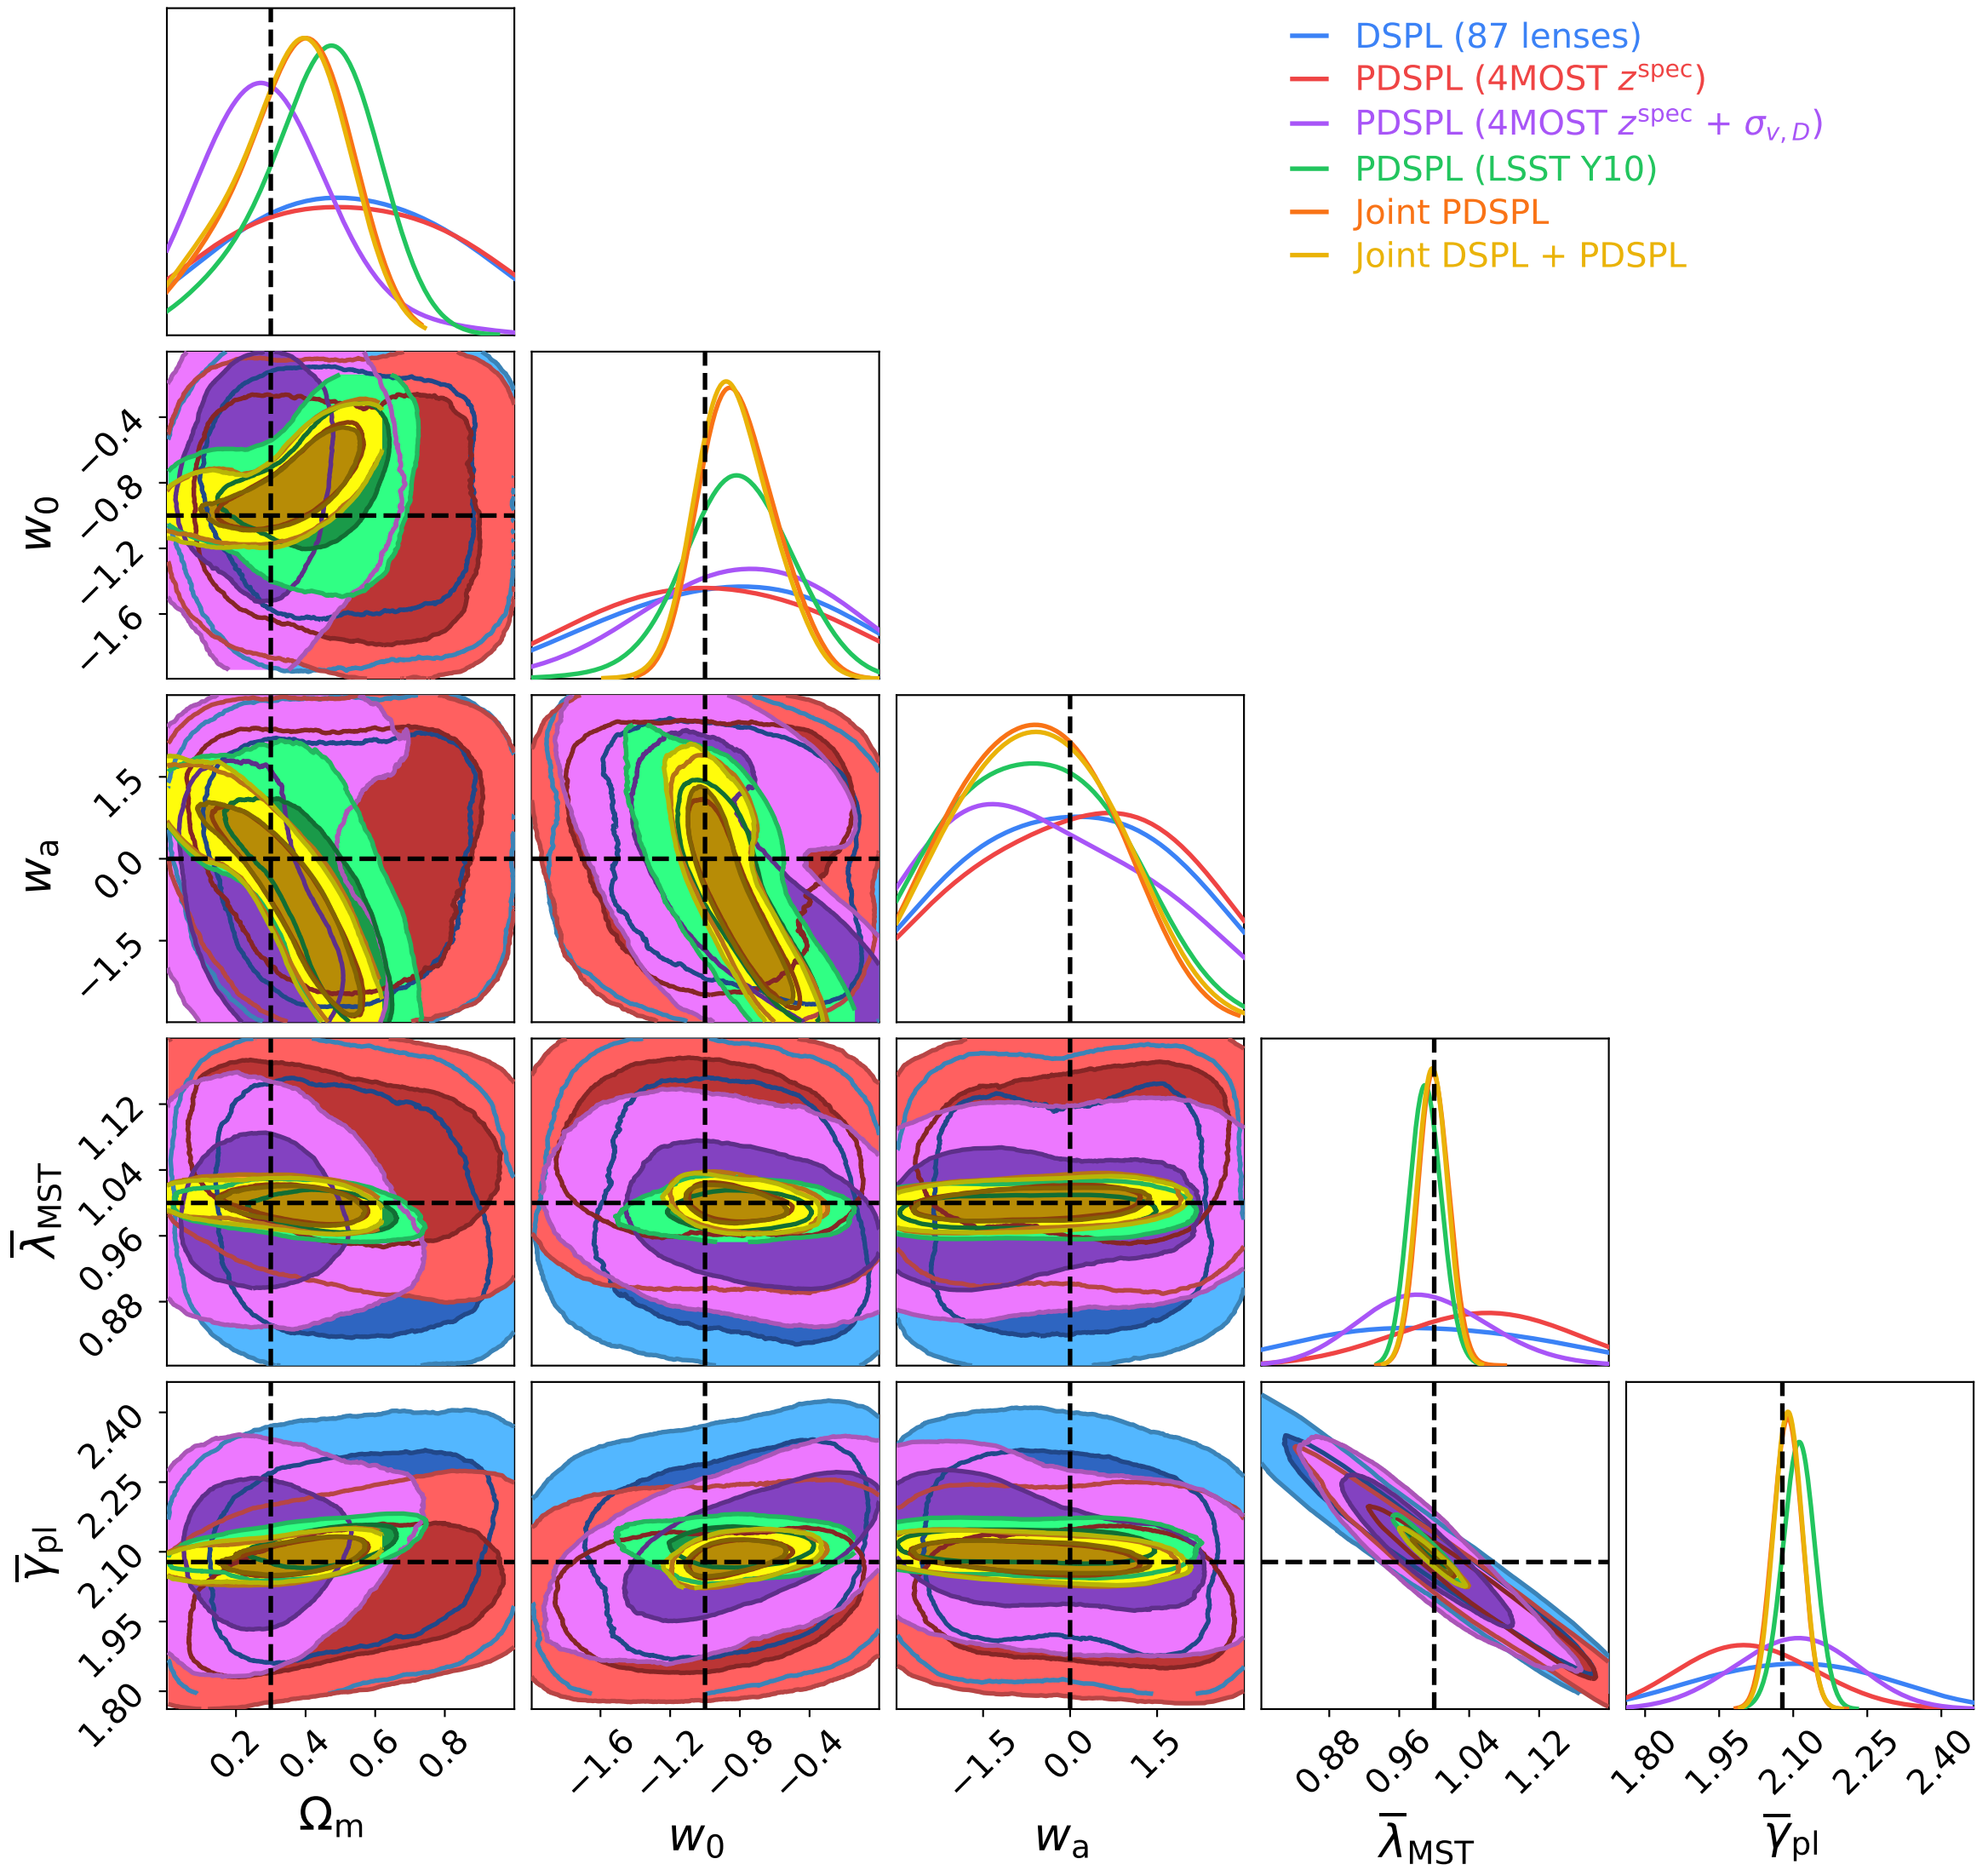 DSPL (87 lenses)
PDSPL (4MOST z^spec)
PDSPL (4MOST z^spec + σ_v,D)
PDSPL (LSST Y10)
Joint PDSPL
Joint DSPL + PDSPL
w₀
−0.4
−0.8
−1.2
−1.6
w_a
1.5
0.0
−1.5
λ̅_MST
1.12
1.04
0.96
0.88
γ̅_pl
2.40
2.25
2.10
1.95
1.80
0.2 0.4 0.6 0.8 −1.6 −1.2 −0.8 −0.4 −1.5 0.0 1.5 0.88 0.96 1.04 1.12 1.80 1.95 2.10 2.25 2.40
Ω_m w₀ w_a λ̅_MST γ̅_pl